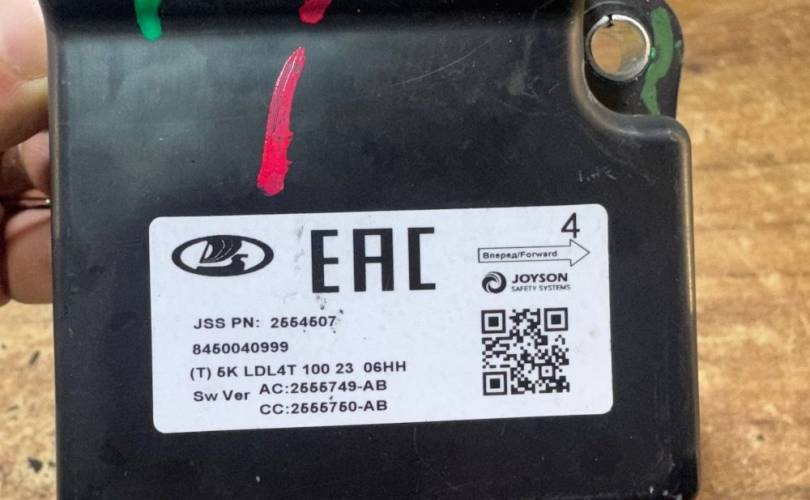 EAC
4
Вперед/Forward
JOYSON
SAFETY SYSTEMS
JSS PN: 2554507
8450040999
(T) 5K LDL4T 100 23 06HH
Sw Ver AC:2555749-AB
CC:2555750-AB